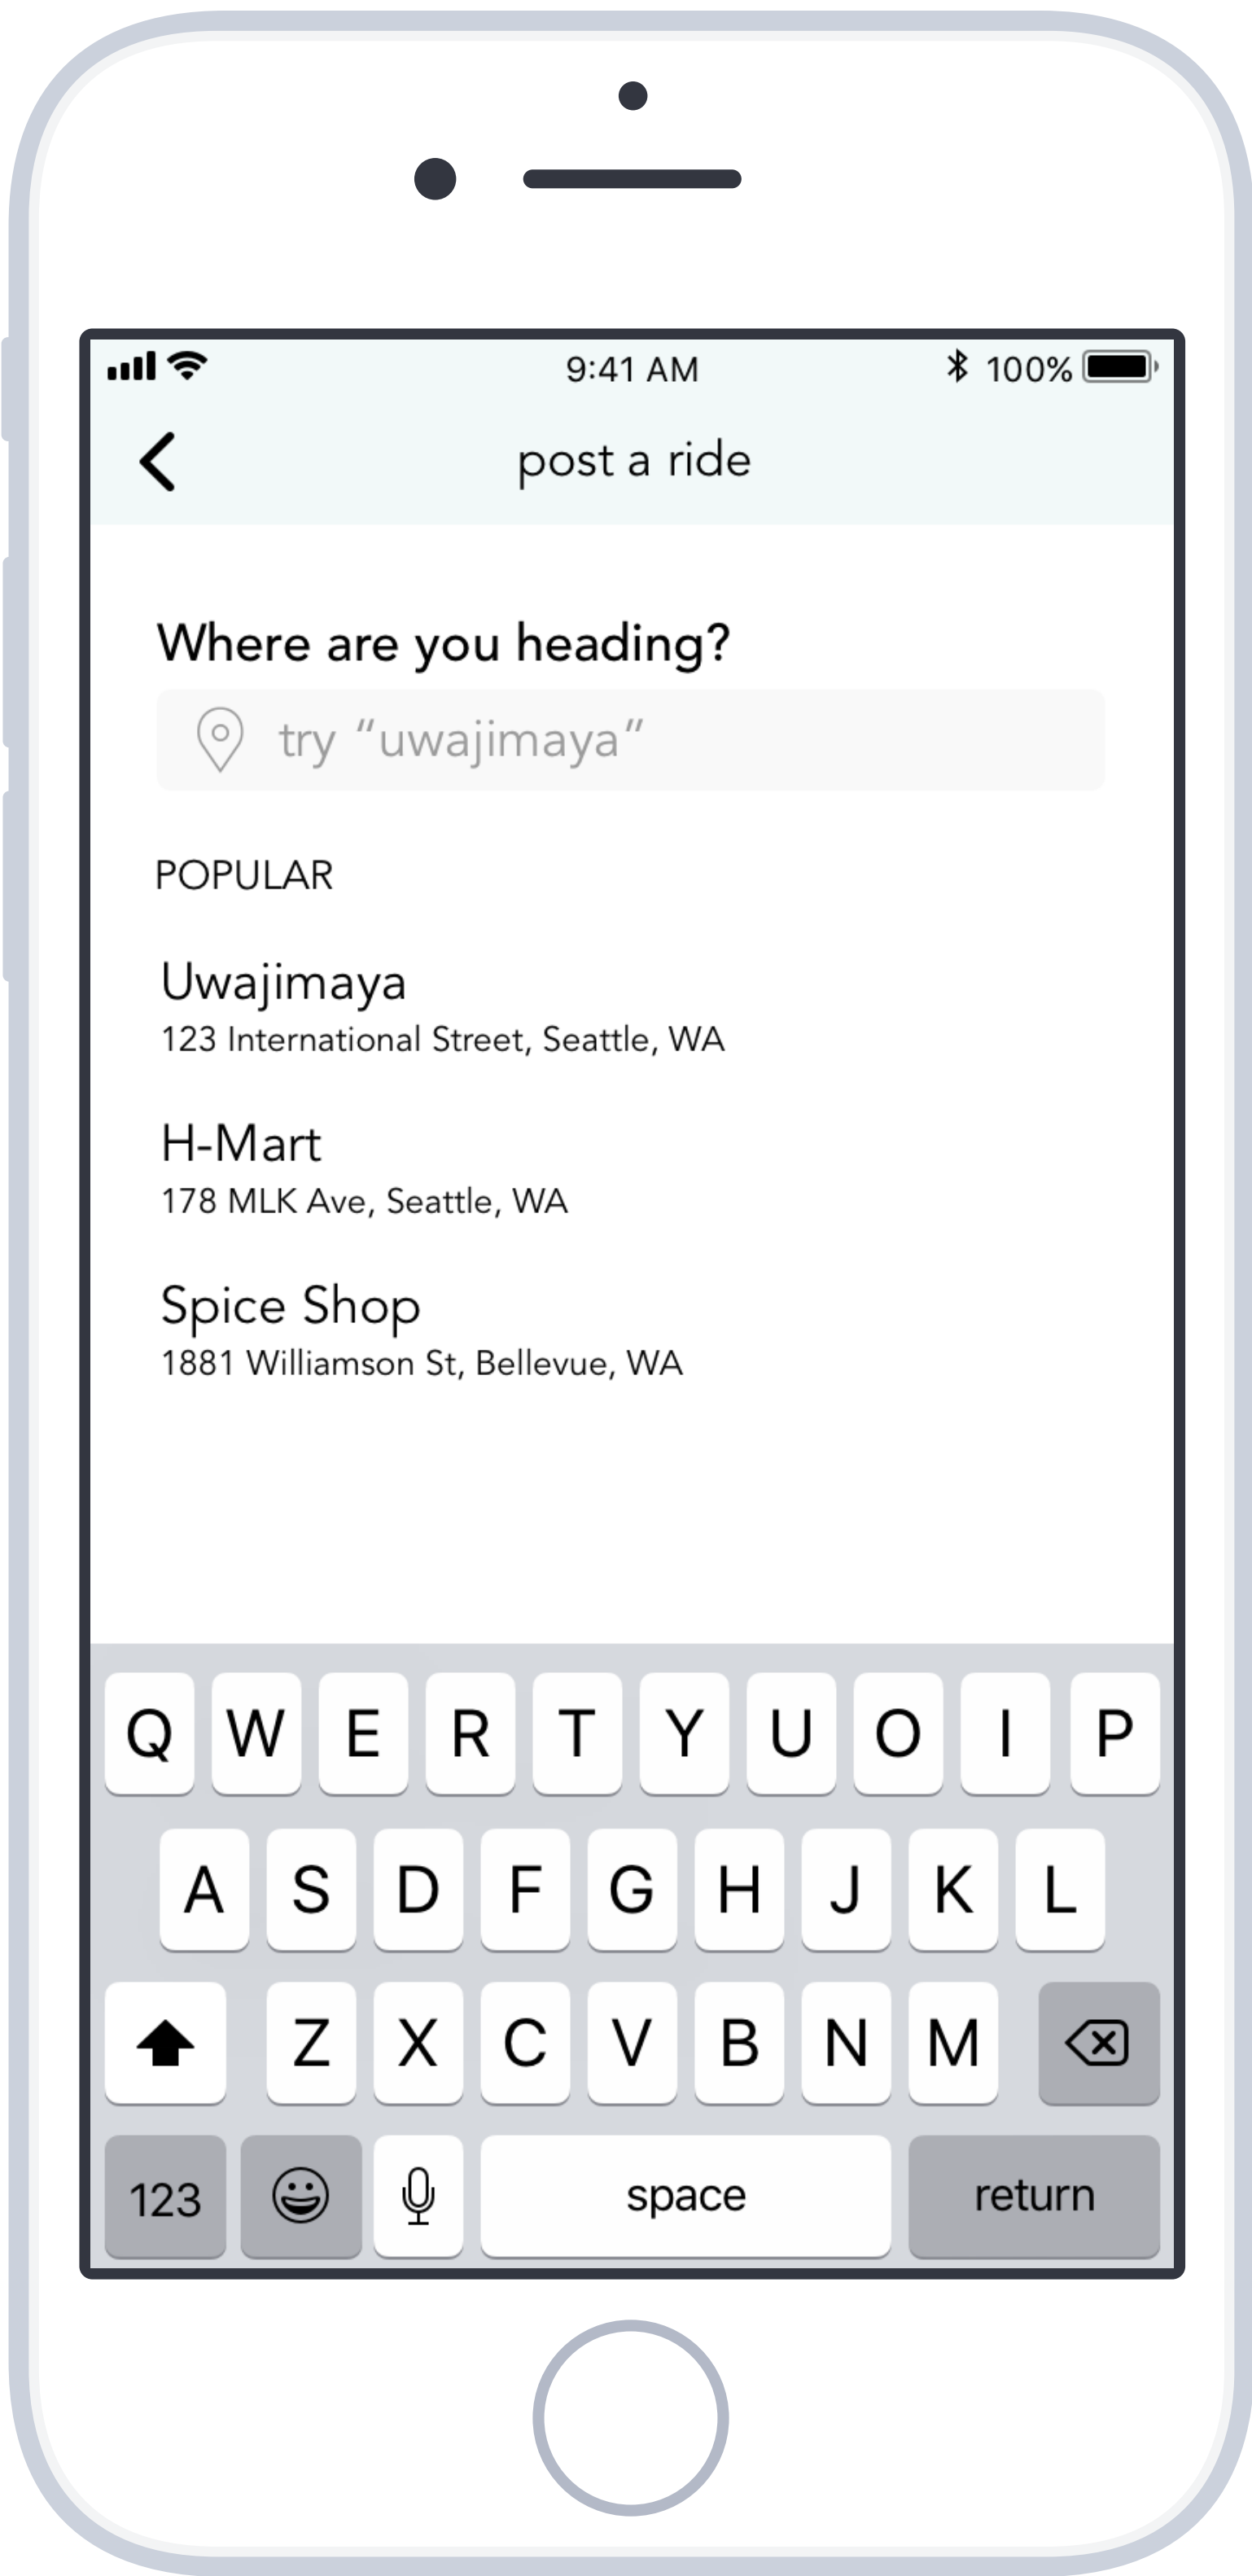 9:41 AM 100%
post a ride
Where are you heading?
try “uwajimaya”
POPULAR
Uwajimaya
123 International Street, Seattle, WA
H-Mart
178 MLK Ave, Seattle, WA
Spice Shop
1881 Williamson St, Bellevue, WA
Q W E R T Y U O I P
A S D F G H J K L
Z X C V B N M
123 space return